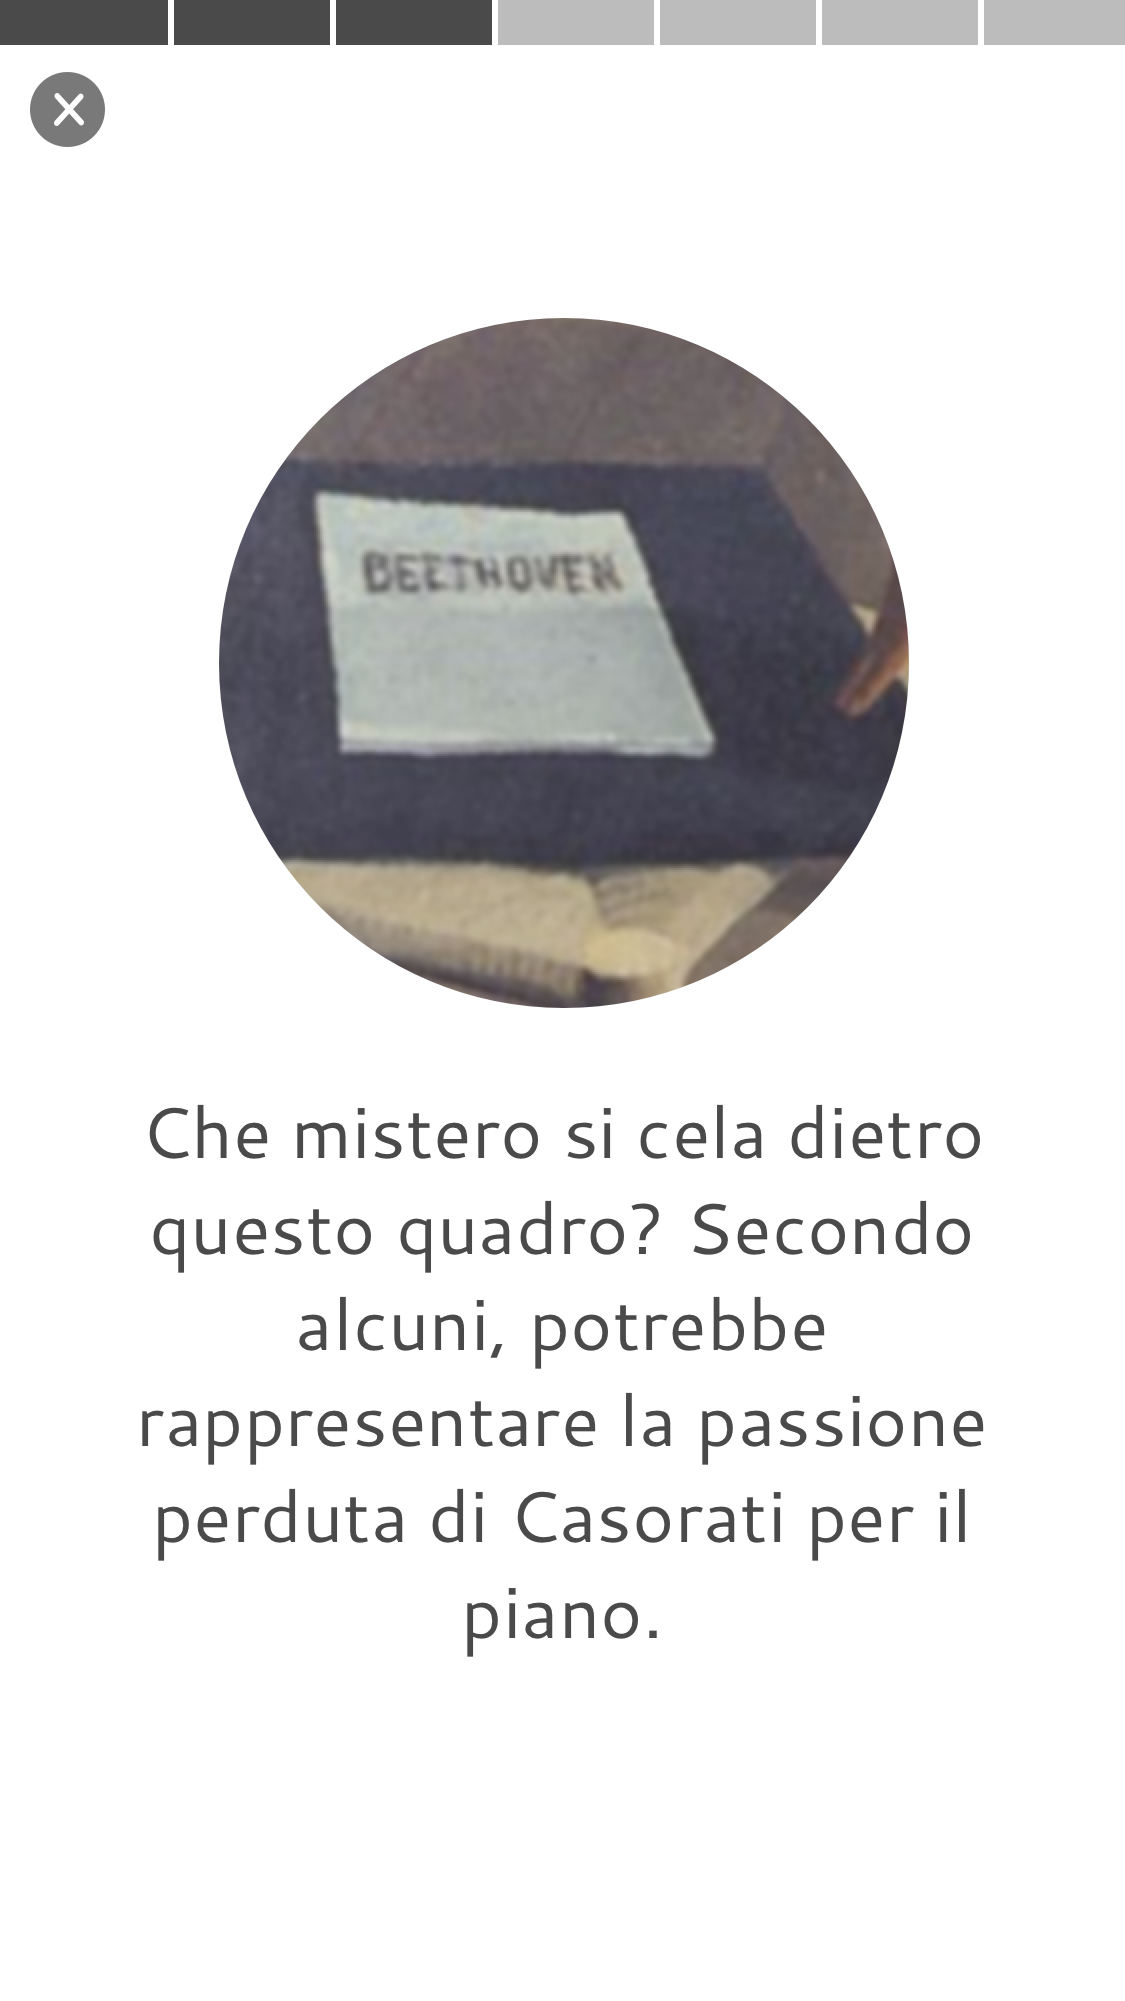 BEETHOVEN
Che mistero si cela dietro
questo quadro? Secondo
alcuni, potrebbe
rappresentare la passione
perduta di Casorati per il
piano.